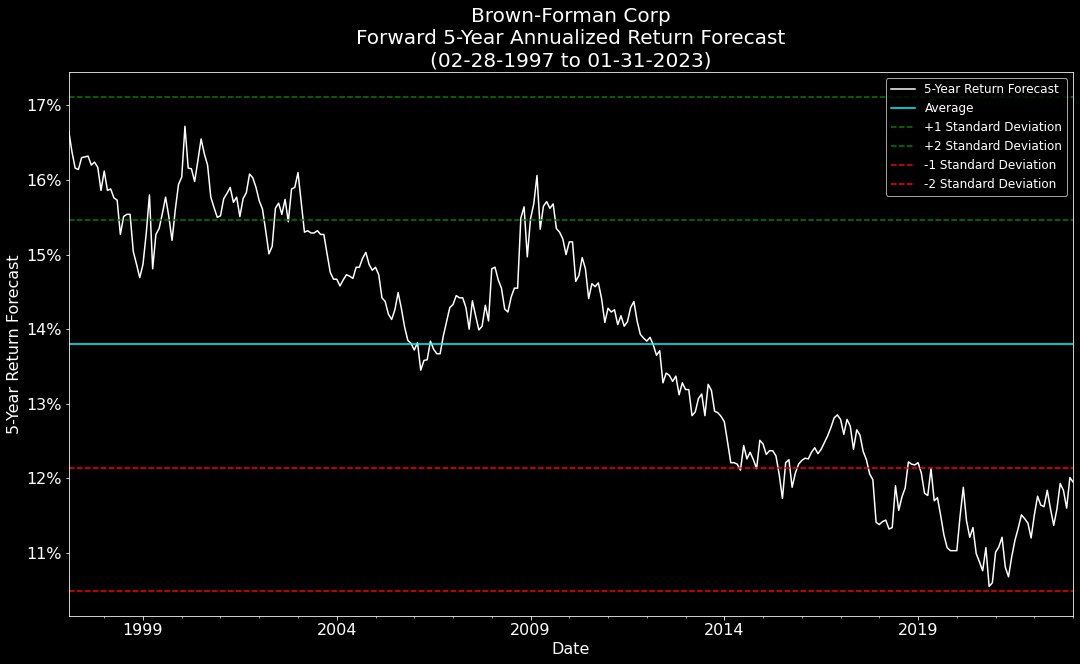 Brown-Forman Corp
Forward 5-Year Annualized Return Forecast
(02-28-1997 to 01-31-2023)
5-Year Return Forecast
Average
+1 Standard Deviation
+2 Standard Deviation
-1 Standard Deviation
-2 Standard Deviation
5-Year Return Forecast
17%
16%
15%
14%
13%
12%
11%
1999 2004 2009 2014 2019
Date